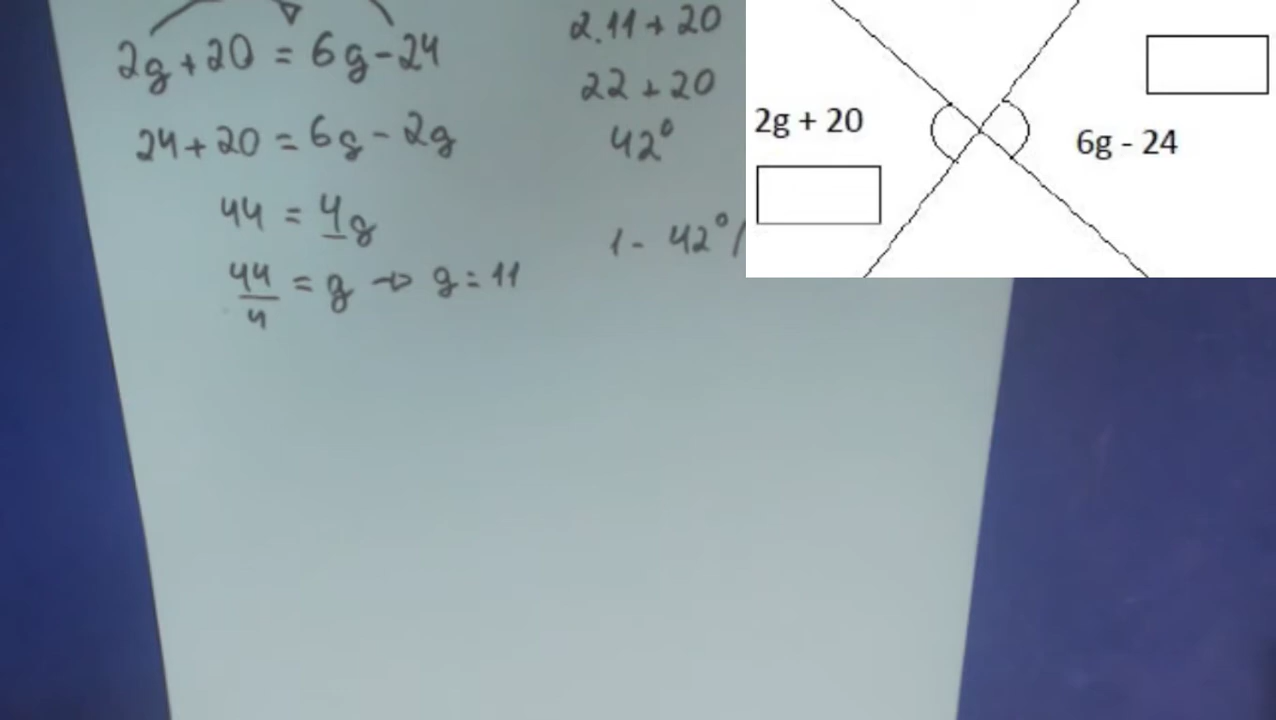 2g + 20 = 6g - 24
24 + 20 = 6g - 2g
44 = 4g
44/4 = g → g = 11
2.11 + 20
22 + 20
42°
1 - 42° /
2g + 20
6g - 24